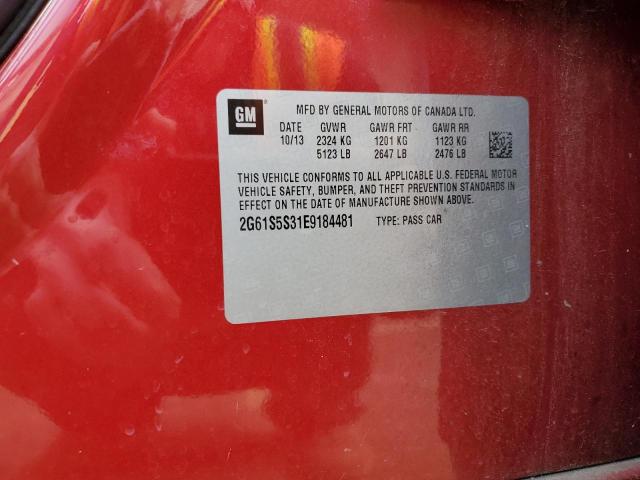 GM
MFD BY GENERAL MOTORS OF CANADA LTD.
DATE GVWR GAWR FRT GAWR RR
10/13 2324 KG 1201 KG 1123 KG
5123 LB 2647 LB 2476 LB
THIS VEHICLE CONFORMS TO ALL APPLICABLE U.S. FEDERAL MOTOR
VEHICLE SAFETY, BUMPER, AND THEFT PREVENTION STANDARDS IN
EFFECT ON THE DATE OF MANUFACTURE SHOWN ABOVE.
2G61S5S31E9184481 TYPE: PASS CAR